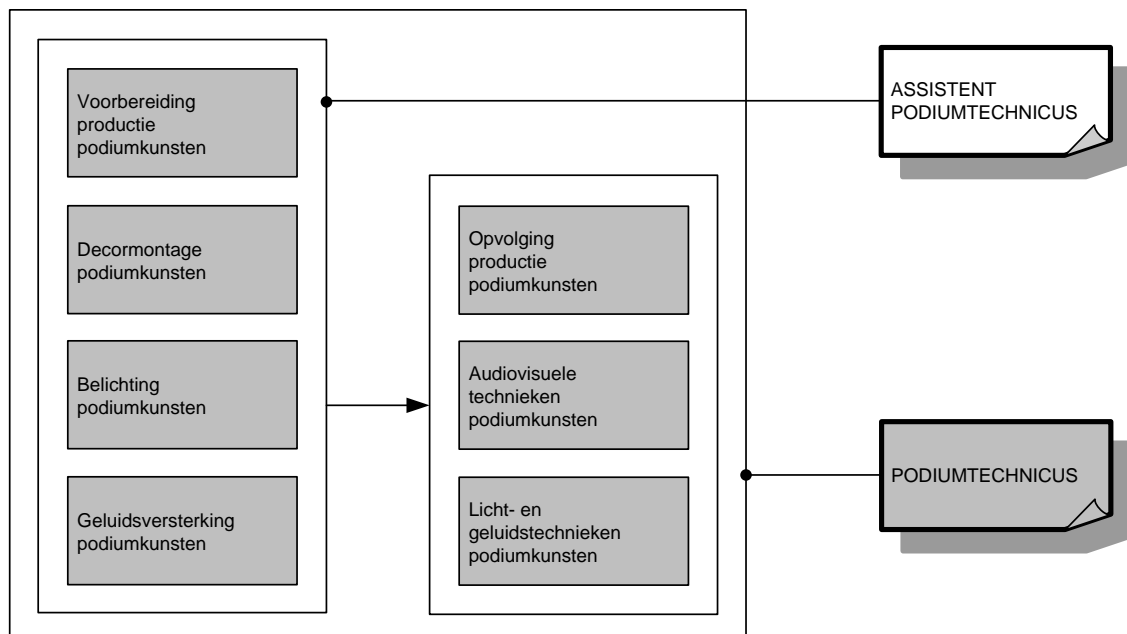 Voorbereiding
productie
podiumkunsten
Decormontage
podiumkunsten
Belichting
podiumkunsten
Geluidsversterking
podiumkunsten
Opvolging
productie
podiumkunsten
Audiovisuele
technieken
podiumkunsten
Licht- en
geluidstechnieken
podiumkunsten
ASSISTENT
PODIUMTECHNICUS
PODIUMTECHNICUS